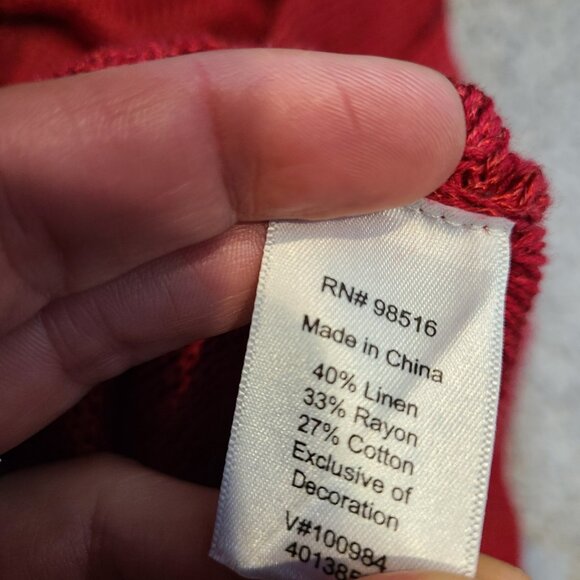 RN# 98516
Made in China
40% Linen
33% Rayon
27% Cotton
Exclusive of
Decoration
V#100984